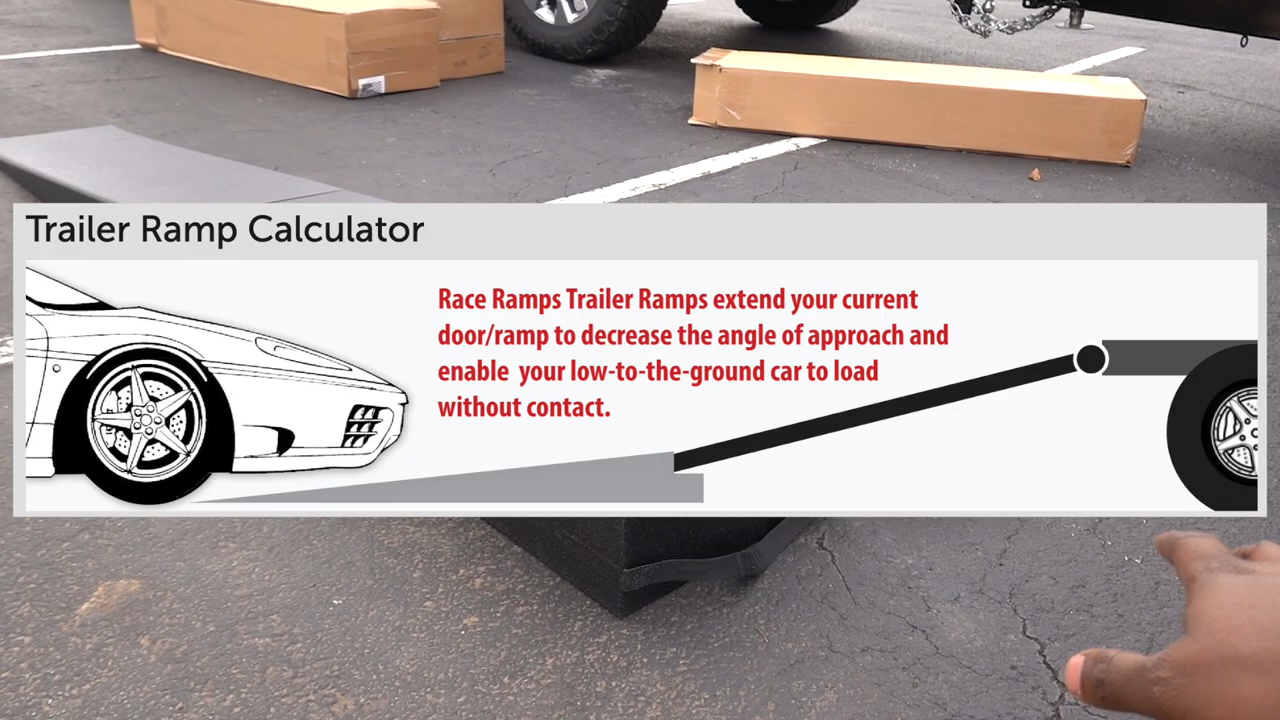 Trailer Ramp Calculator
Race Ramps Trailer Ramps extend your current
door/ramp to decrease the angle of approach and
enable your low-to-the-ground car to load
without contact.